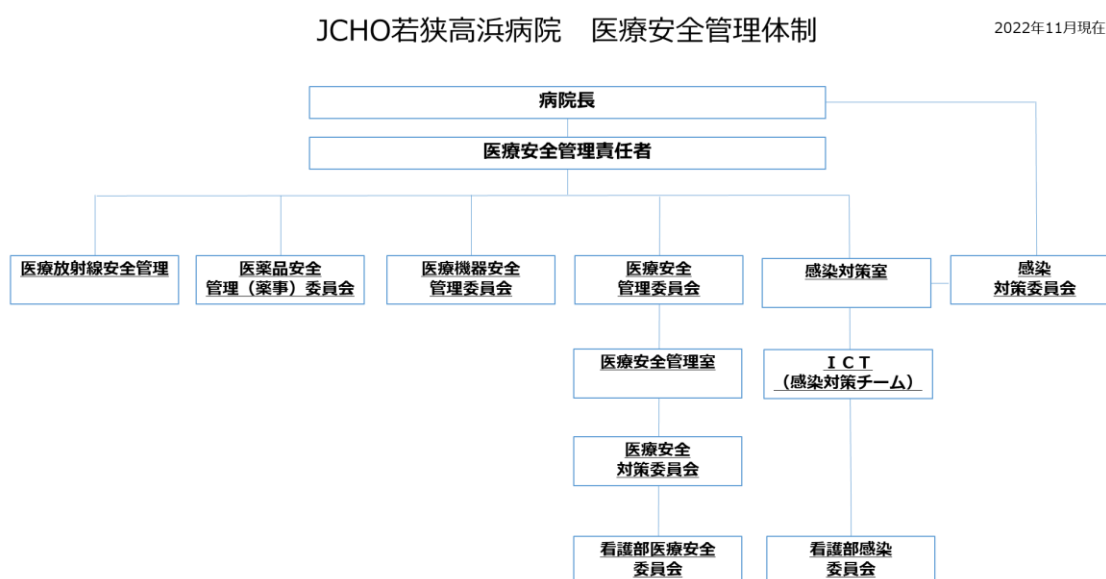 JCHO若狭高浜病院　医療安全管理体制
2022年11月現在
病院長
医療安全管理責任者
医療放射線安全管理
医薬品安全
管理（薬事）委員会
医療機器安全
管理委員会
医療安全
管理委員会
感染対策室
感染
対策委員会
医療安全管理室
ＩＣＴ
（感染対策チーム）
医療安全
対策委員会
看護部医療安全
委員会
看護部感染
委員会